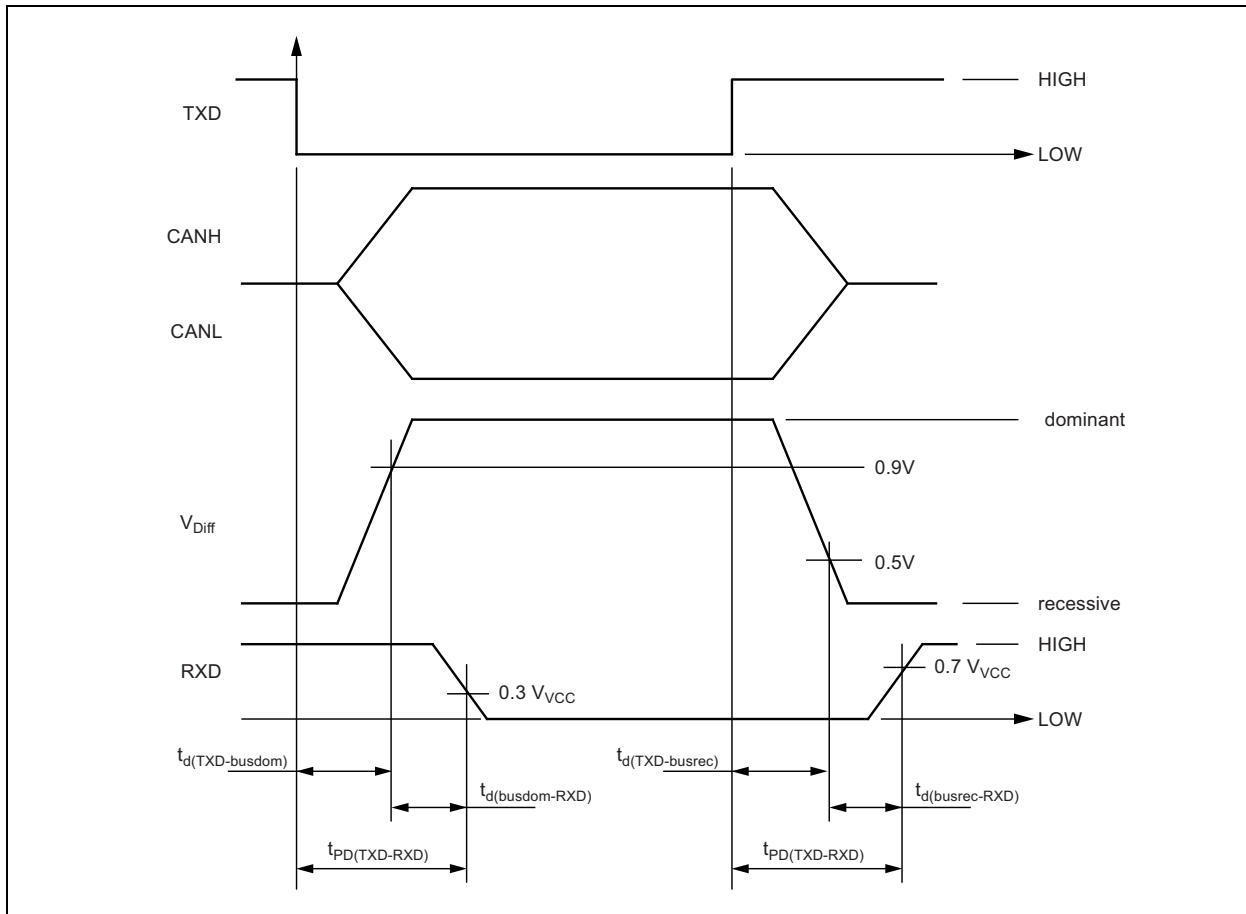 TXD
HIGH
LOW
CANH
CANL
dominant
0.9V
VDiff
0.5V
recessive
HIGH
RXD
0.7 VVCC
0.3 VVCC
LOW
td(TXD-busdom)
td(TXD-busrec)
td(busdom-RXD)
td(busrec-RXD)
tPD(TXD-RXD)
tPD(TXD-RXD)